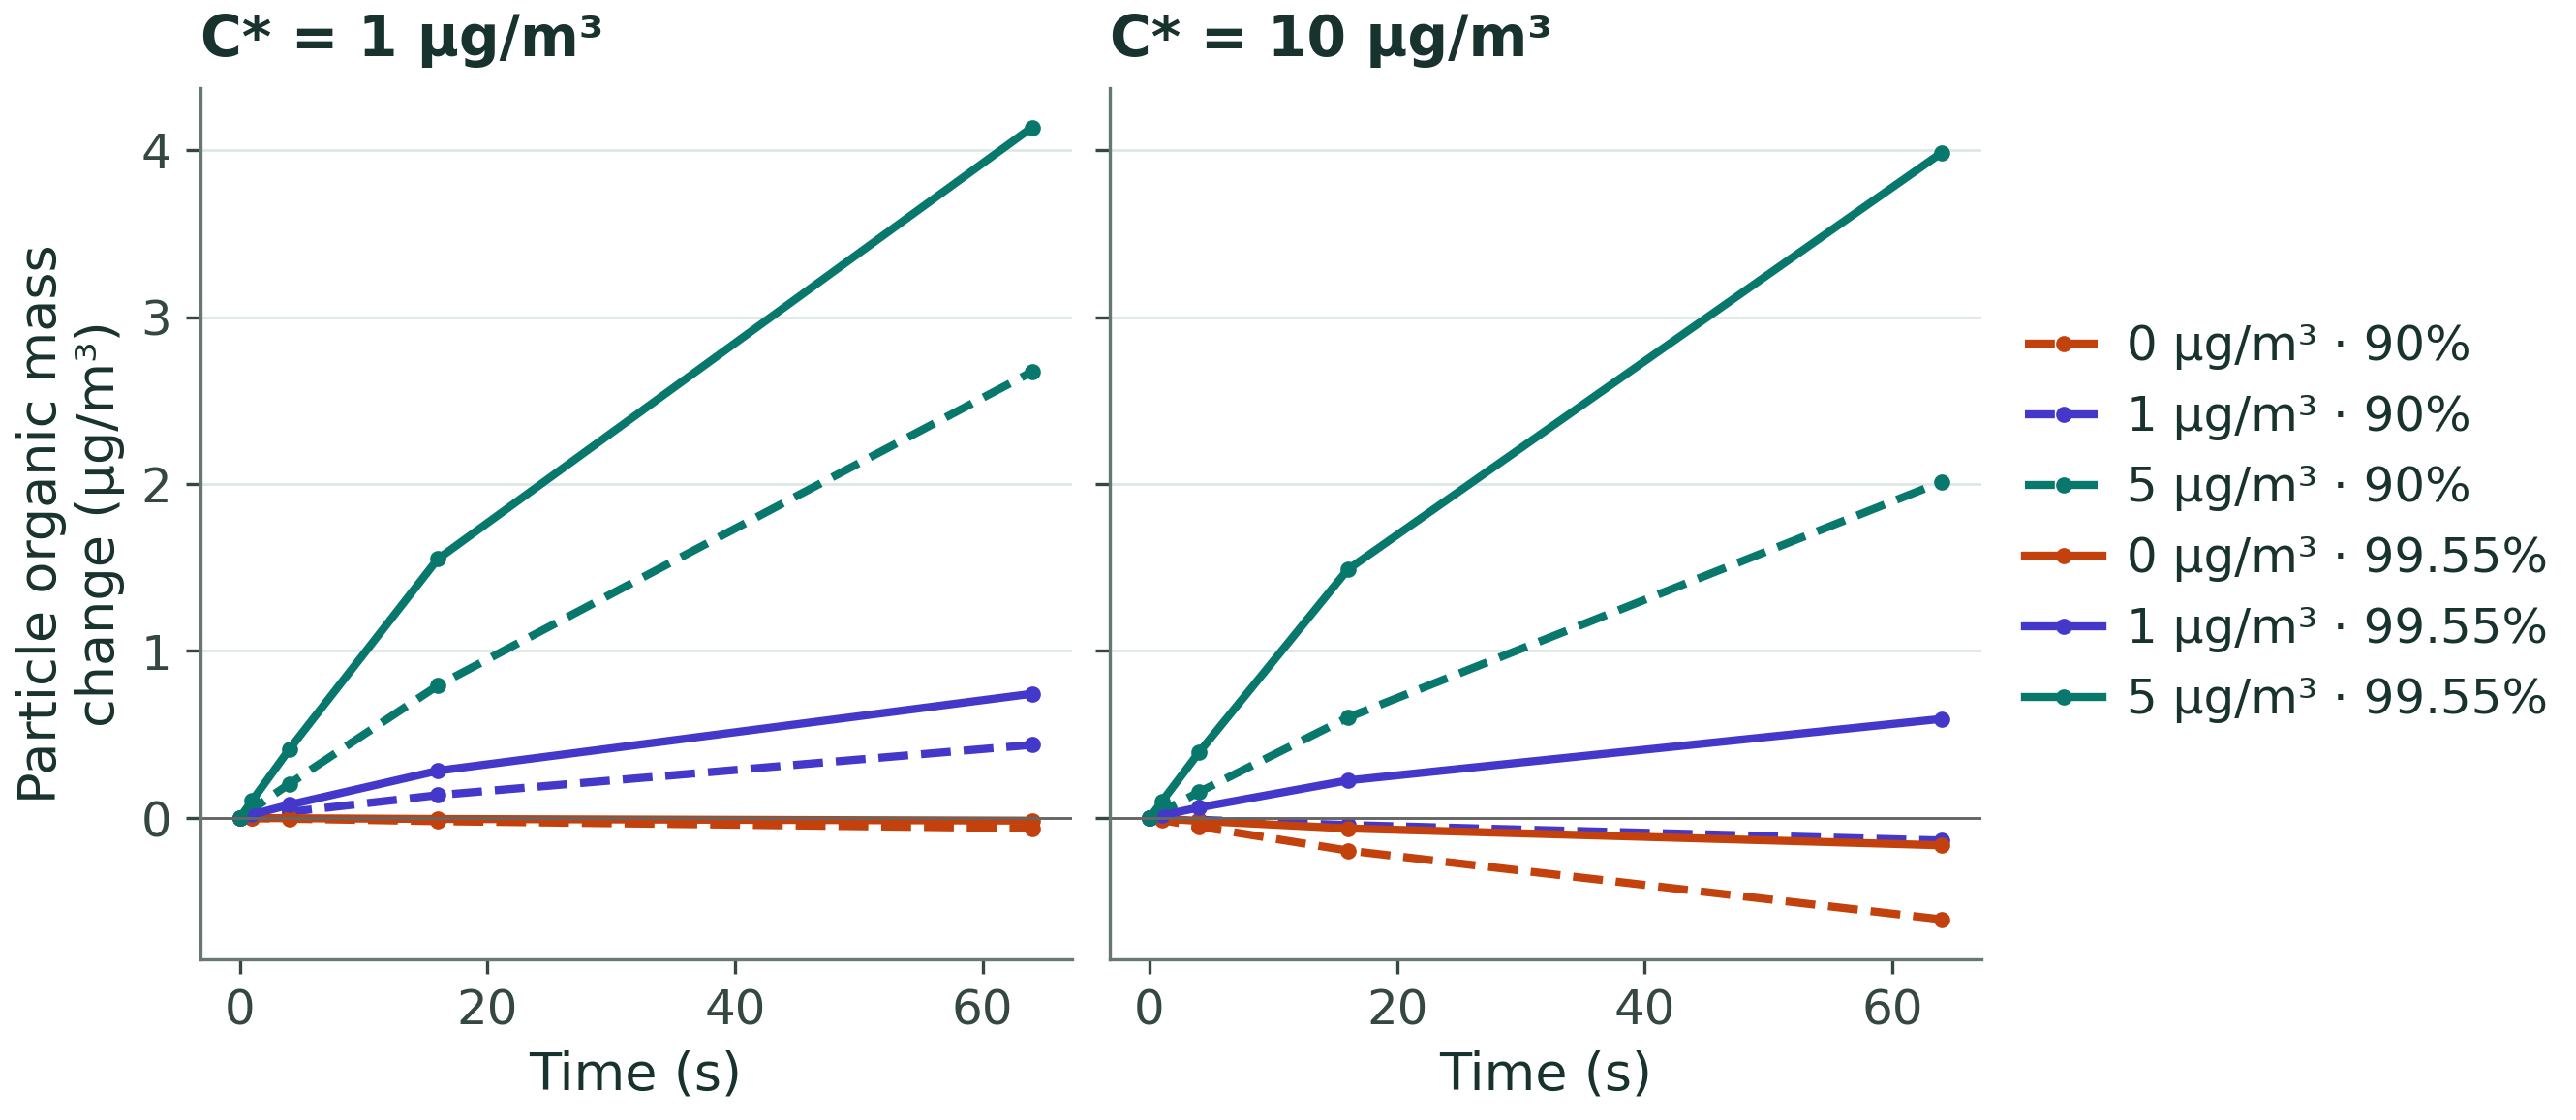 C* = 1 µg/m³
C* = 10 µg/m³
Particle organic mass
change (µg/m³)
4
3
2
1
0
0
20
40
60
0
20
40
60
Time (s)
Time (s)
0 µg/m³ · 90%
1 µg/m³ · 90%
5 µg/m³ · 90%
0 µg/m³ · 99.55%
1 µg/m³ · 99.55%
5 µg/m³ · 99.55%